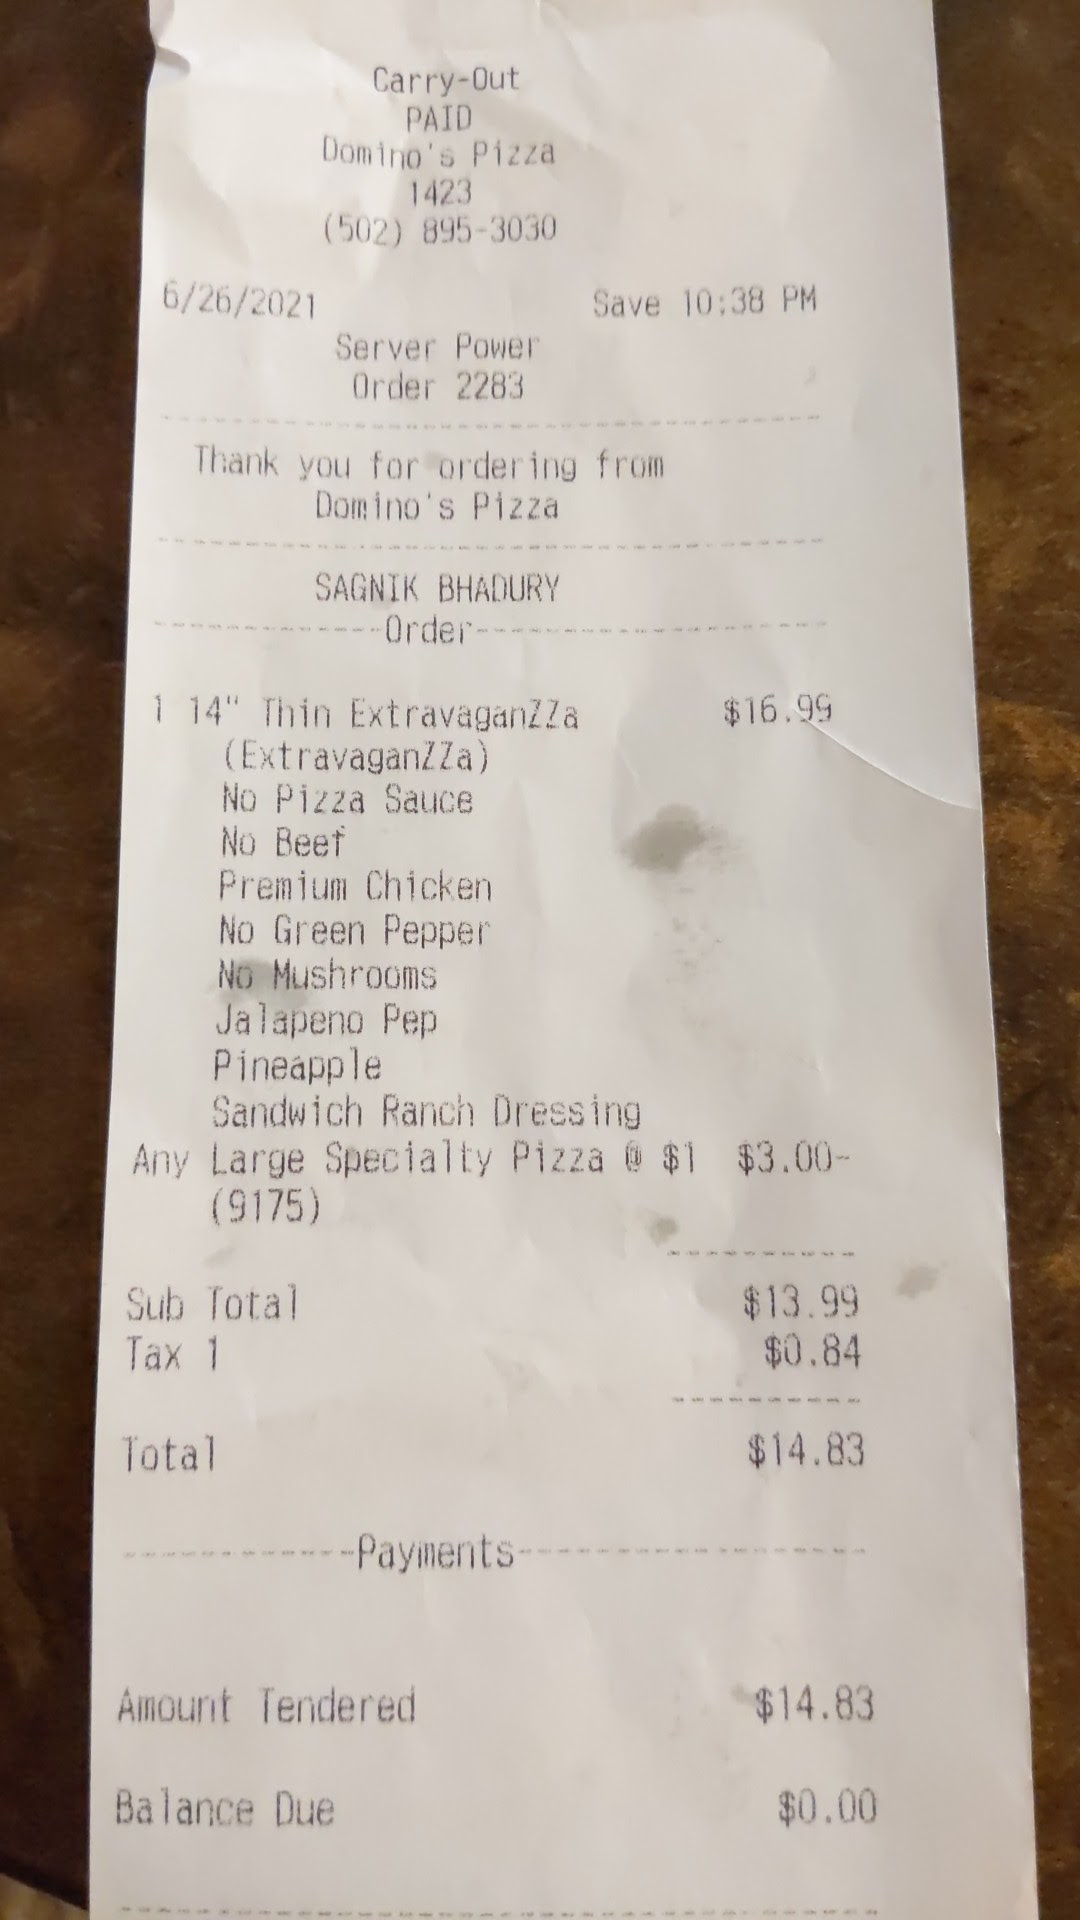 Carry-Out
PAID
Domino's Pizza
1423
(502) 895-3030
6/26/2021 Save 10:38 PM
Server Power
Order 2283
Thank you for ordering from
Domino's Pizza
SAGNIK BHADURY
------------Order--------------------
1 14" Thin ExtravaganZZa $16.99
(ExtravaganZZa)
No Pizza Sauce
No Beef
Premium Chicken
No Green Pepper
No Mushrooms
Jalapeno Pep
Pineapple
Sandwich Ranch Dressing
Any Large Specialty Pizza @ $1 $3.00-
(9175)
Sub Total $13.99
Tax 1 $0.84
Total $14.83
------------Payments------------------
Amount Tendered $14.83
Balance Due $0.00